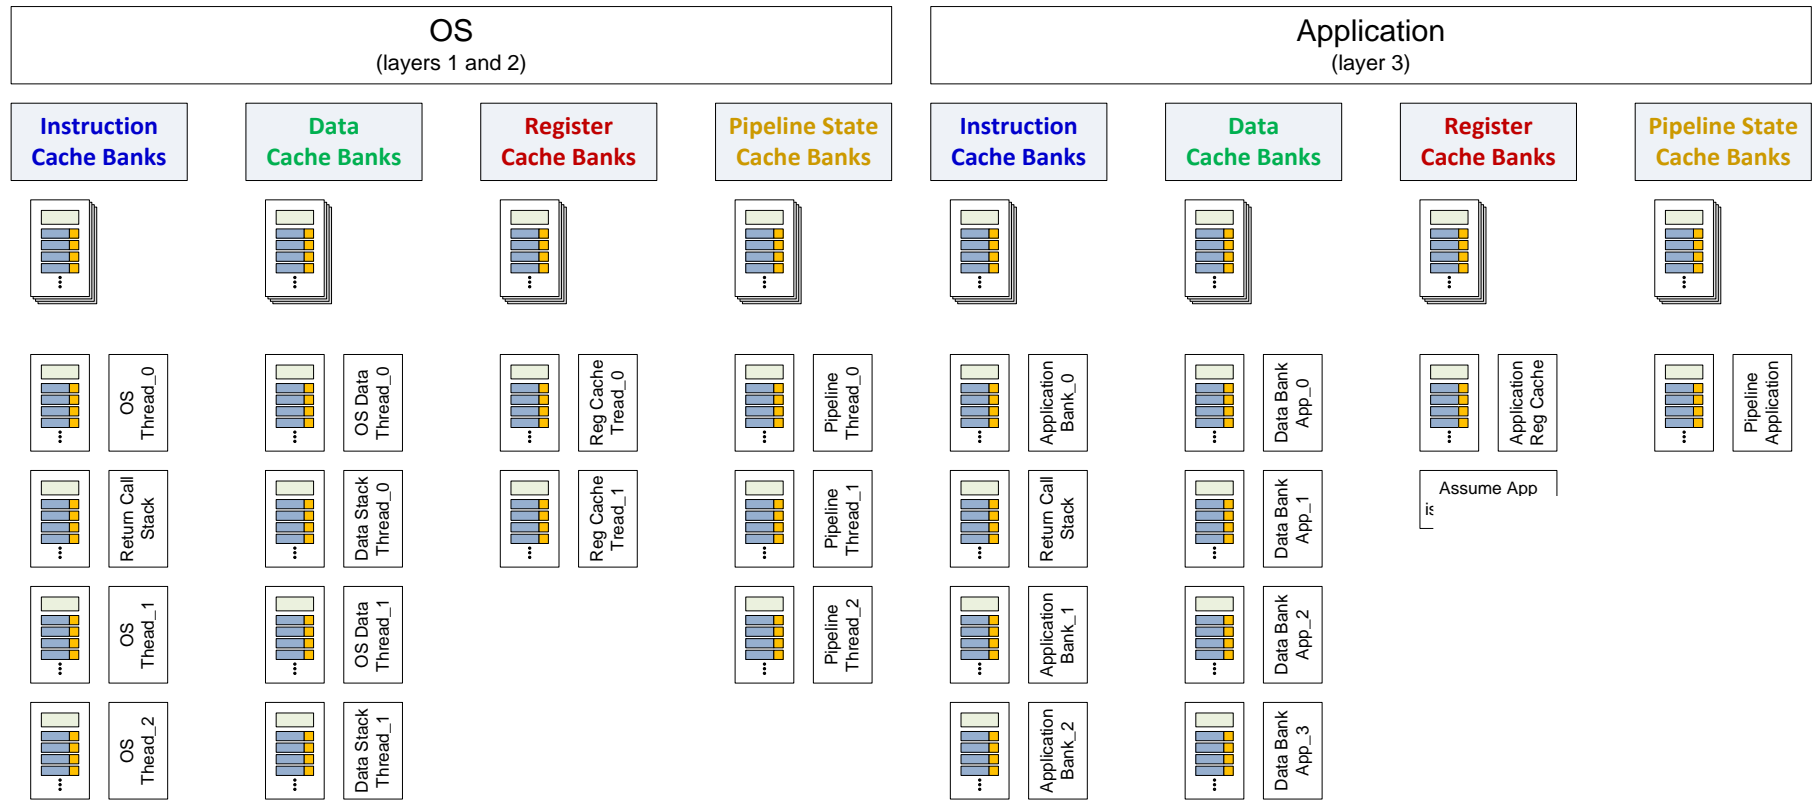 OS
(layers 1 and 2)
Application
(layer 3)
Instruction
Cache Banks
Data
Cache Banks
Register
Cache Banks
Pipeline State
Cache Banks
Instruction
Cache Banks
Data
Cache Banks
Register
Cache Banks
Pipeline State
Cache Banks
OS
Thread_0
OS Data
Thread_0
Reg Cache
Tread_0
Pipeline
Thread_0
Application
Bank_0
Data Bank
App_0
Application
Reg Cache
Pipeline
Application
Return Call
Stack
Data Stack
Thread_0
Reg Cache
Tread_1
Pipeline
Thread_1
Return Call
Stack
Data Bank
App_1
Assume App
OS
Thead_1
OS Data
Thread_1
Pipeline
Thread_2
Application
Bank_1
Data Bank
App_2
OS
Thead_2
Data Stack
Thread_1
Application
Bank_2
Data Bank
App_3